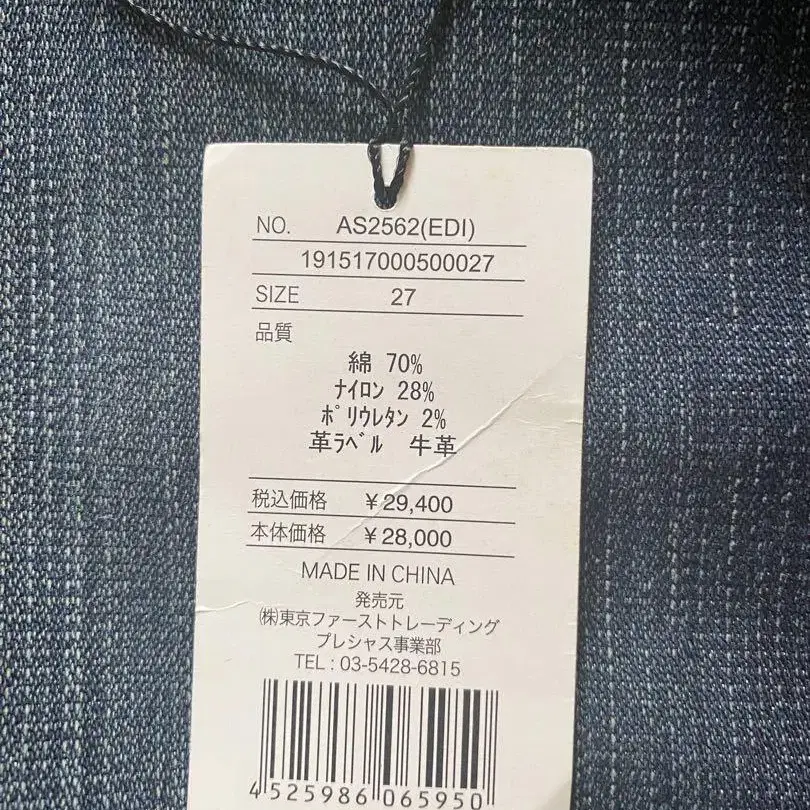 NO. AS2562(EDI)
191517000500027
SIZE 27
品質
綿 70%
ナイロン 28%
ポリウレタン 2%
革ラベル 牛革
税込価格 ¥29,400
本体価格 ¥28,000
MADE IN CHINA
発売元
㈱東京ファーストトレーディング
プレシャス事業部
TEL : 03-5428-6815
4 525986 065950